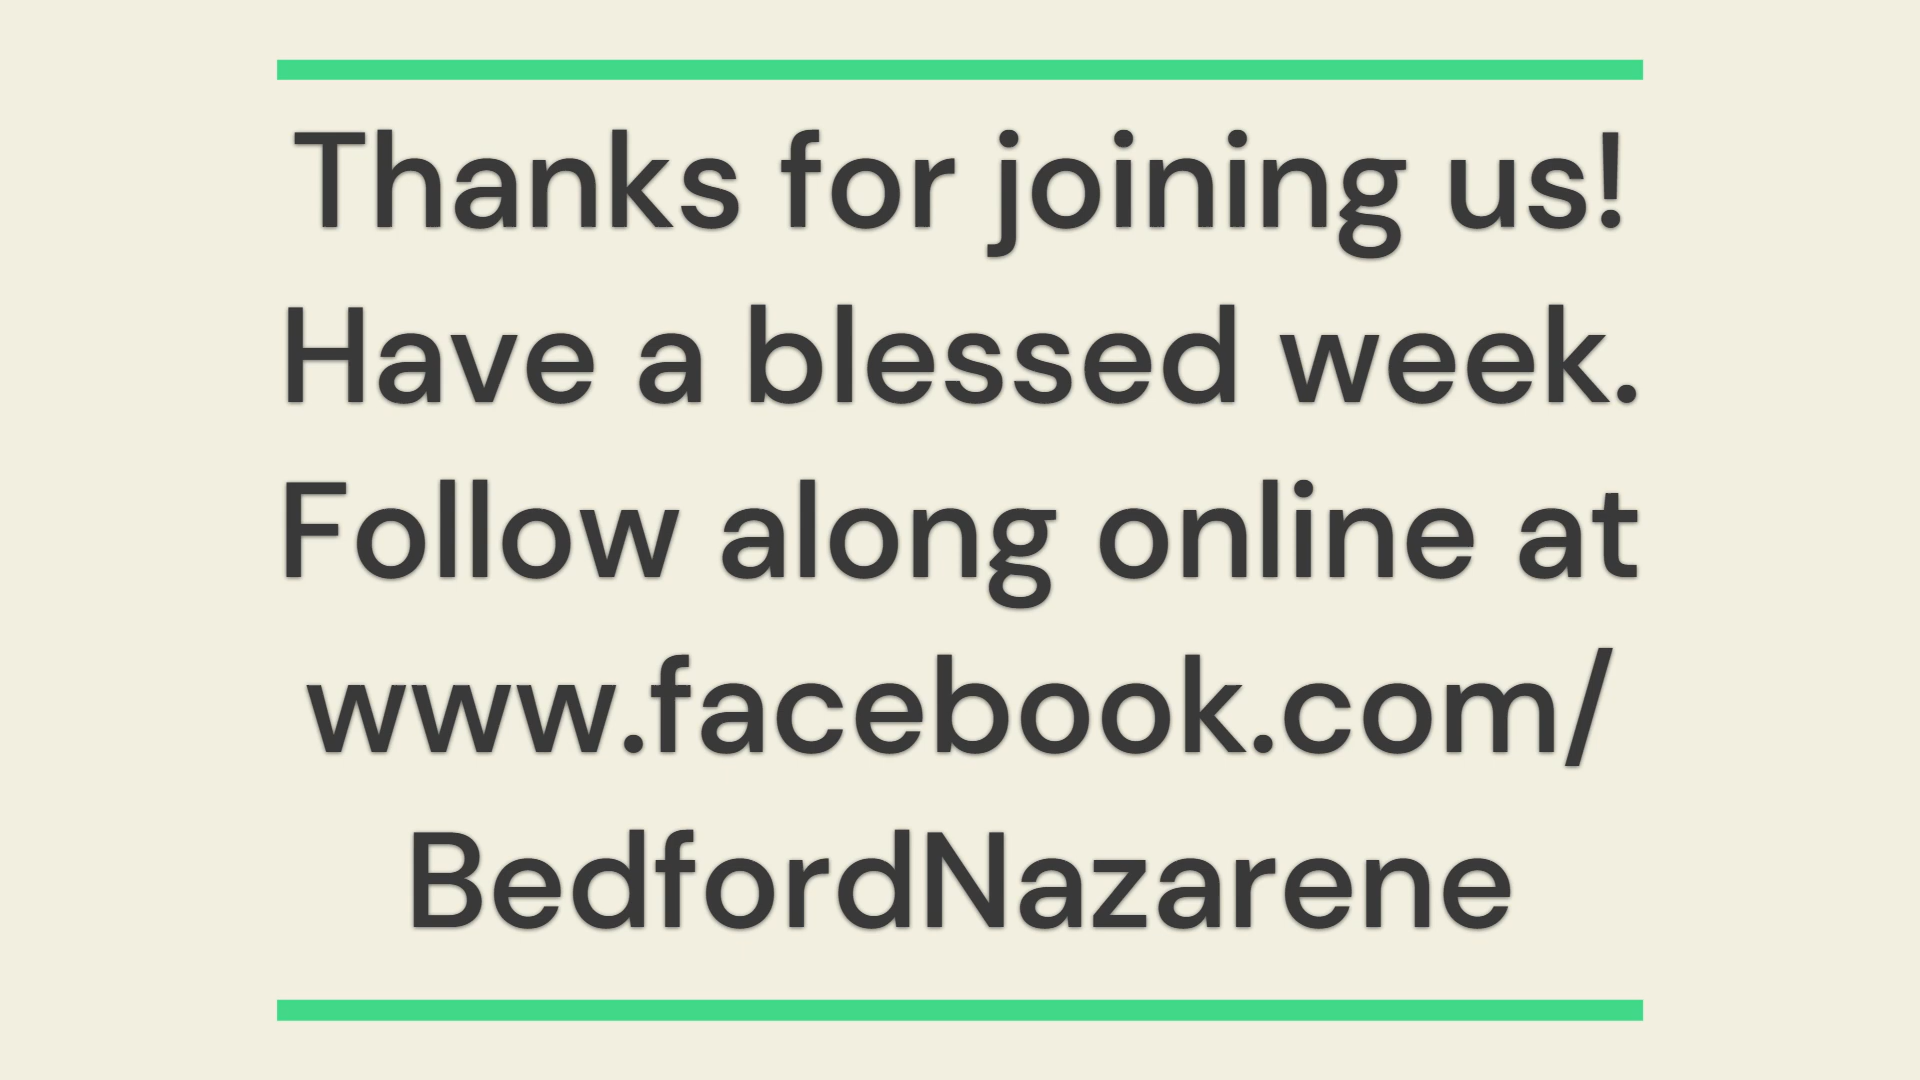 Thanks for joining us!
Have a blessed week.
Follow along online at
www.facebook.com/
BedfordNazarene